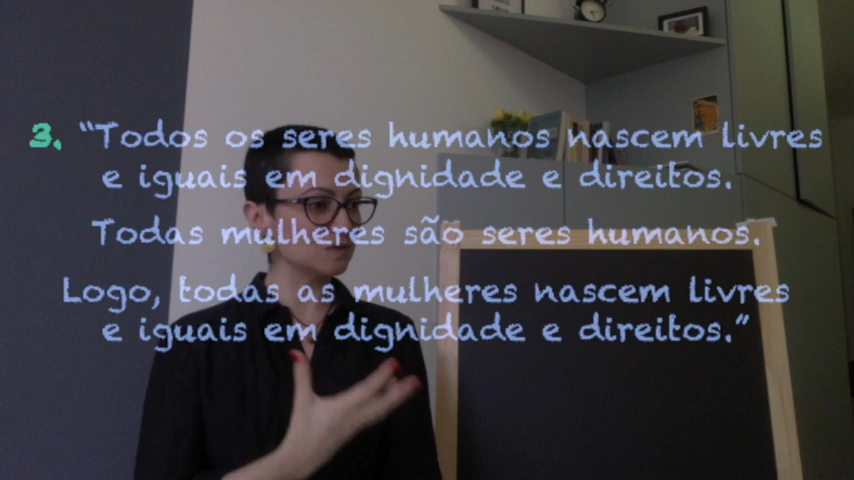 3. “Todos os seres humanos nascem livres
e iguais em dignidade e direitos.
Todas mulheres são seres humanos.
Logo, todas as mulheres nascem livres
e iguais em dignidade e direitos.”